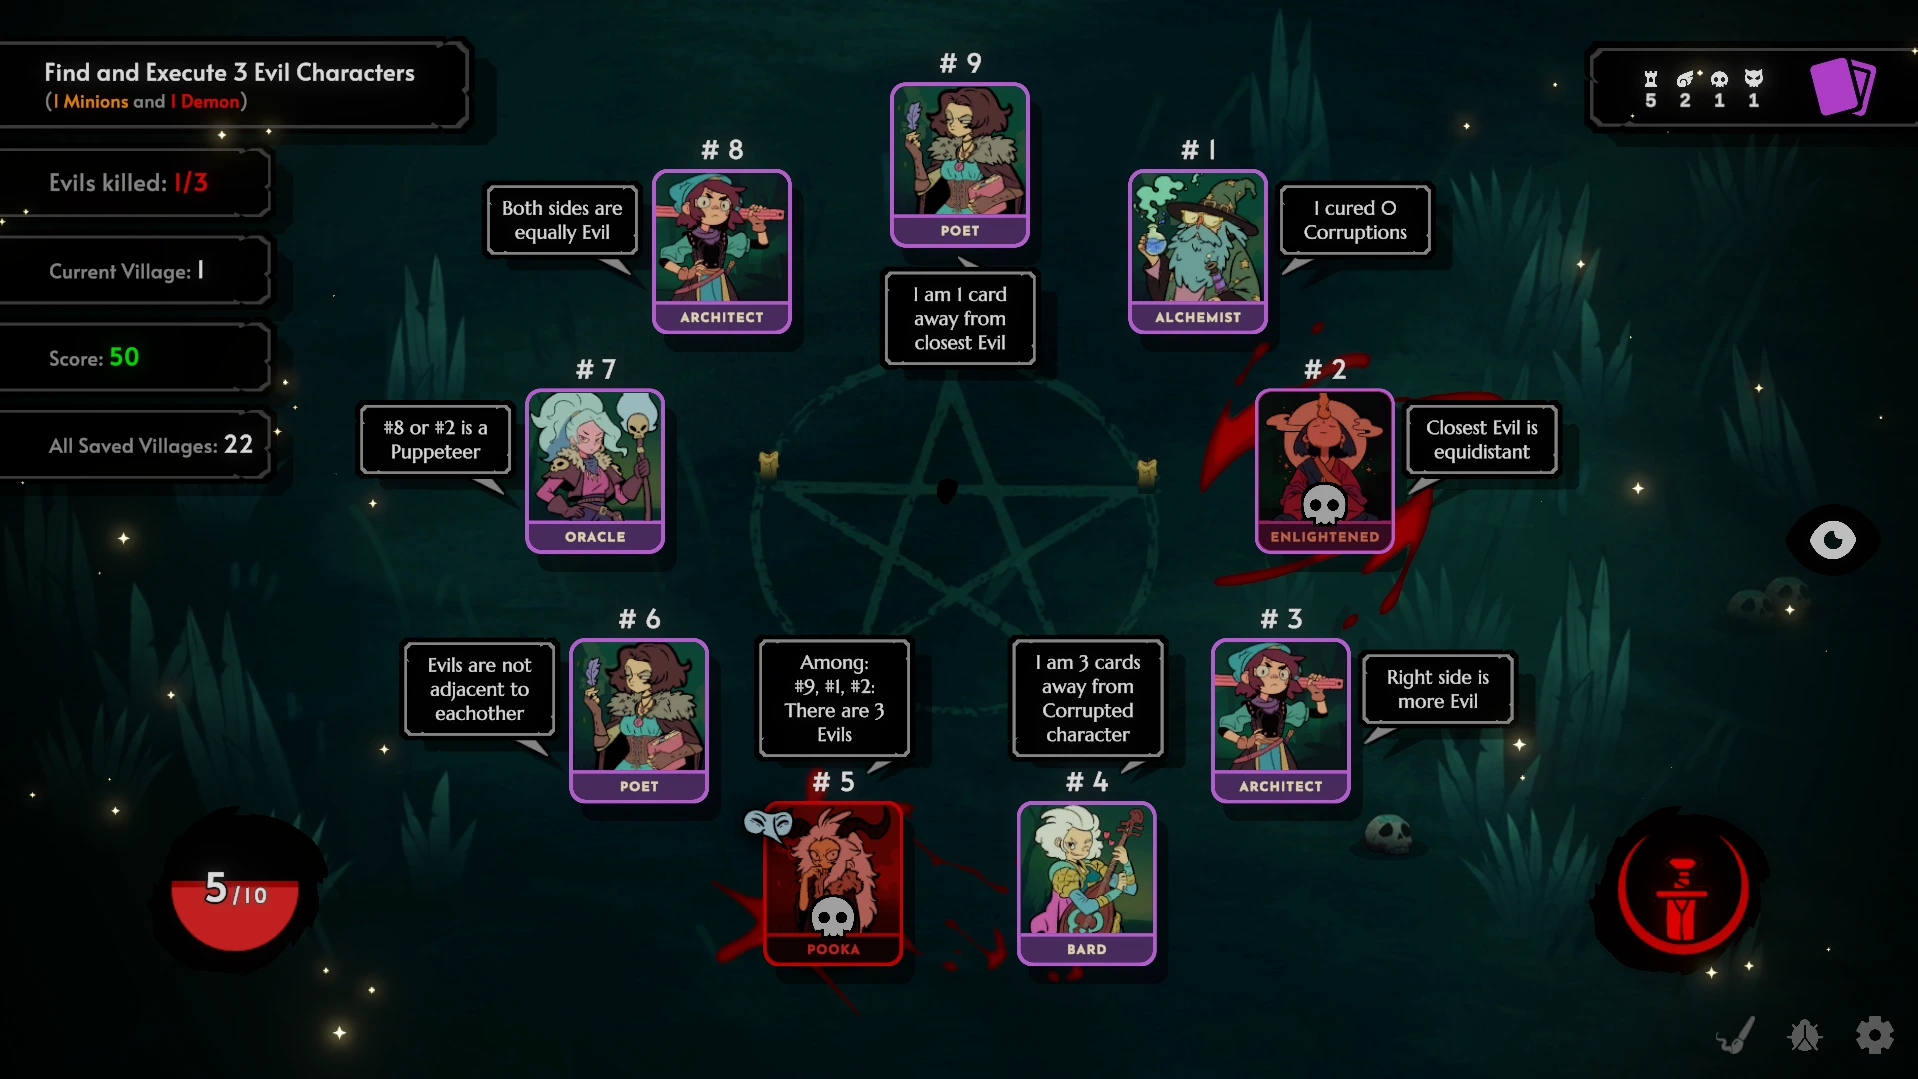 Find and Execute 3 Evil Characters
(1 Minions and 1 Demon)
Evils killed: 1/3
Current Village: 1
Score: 50
All Saved Villages: 22
5
2
1
1
# 9
POET
I am 1 card
away from
closest Evil
# 8
Both sides are
equally Evil
ARCHITECT
# 1
I cured 0
Corruptions
ALCHEMIST
# 7
#8 or #2 is a
Puppeteer
ORACLE
# 2
Closest Evil is
equidistant
ENLIGHTENED
# 6
Evils are not
adjacent to
eachother
POET
Among:
#9, #1, #2:
There are 3
Evils
# 5
POOKA
I am 3 cards
away from
Corrupted
character
# 4
BARD
# 3
Right side is
more Evil
ARCHITECT
5/10